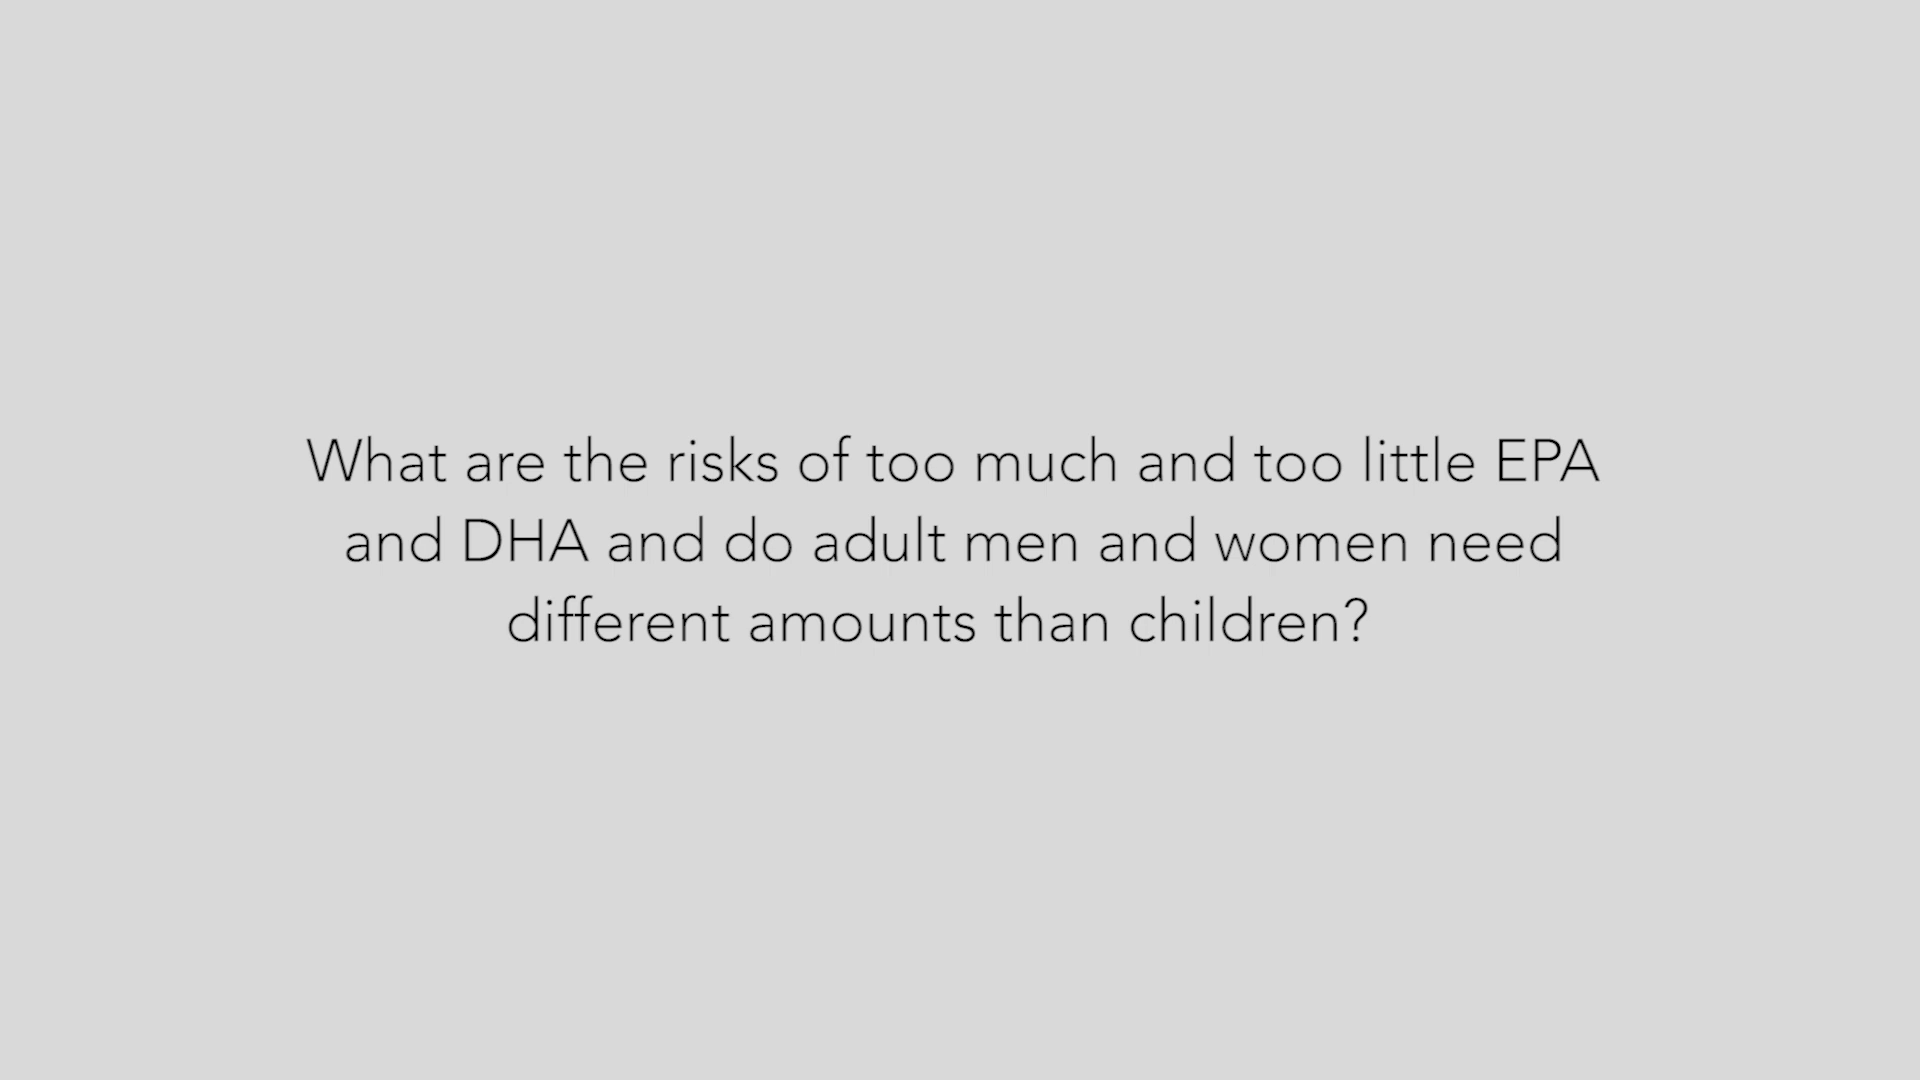 What are the risks of too much and too little EPA
and DHA and do adult men and women need
different amounts than children?